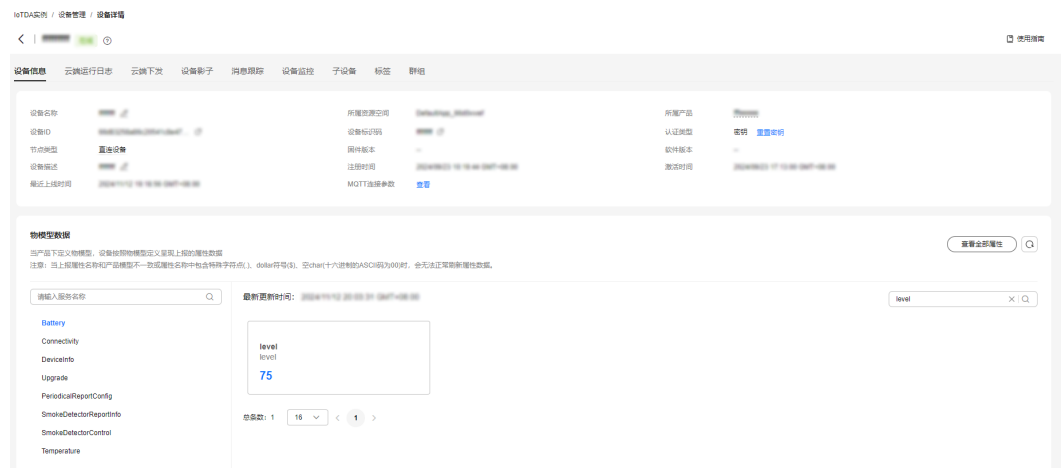 IoTDA实例 / 设备管理 / 设备详情
使用指南
设备信息 云端运行日志 云端下发 设备影子 消息跟踪 设备监控 子设备 标签 群组
设备名称 所属资源空间 所属产品
设备ID 设备标识码 认证类型 密钥 重置密钥
节点类型 直连设备 固件版本 -- 软件版本 --
设备描述 注册时间 激活时间
最近上线时间 MQTT连接参数 查看
物模型数据
当产品下定义物模型，设备按照物模型定义呈现上报的属性数据
查看全部属性
注意：当上报属性名称和产品模型不一致或属性名称中包含特殊字符点(.)、dollar符号($)、空char(十六进制的ASCII码为00)时，会无法正常刷新属性数据。
请输入服务名称 最新更新时间： level
Battery
Connectivity
DeviceInfo
Upgrade
PeriodicalReportConfig
SmokeDetectorReportInfo
SmokeDetectorControl
Temperature
level
level
75
总条数：1 16 1